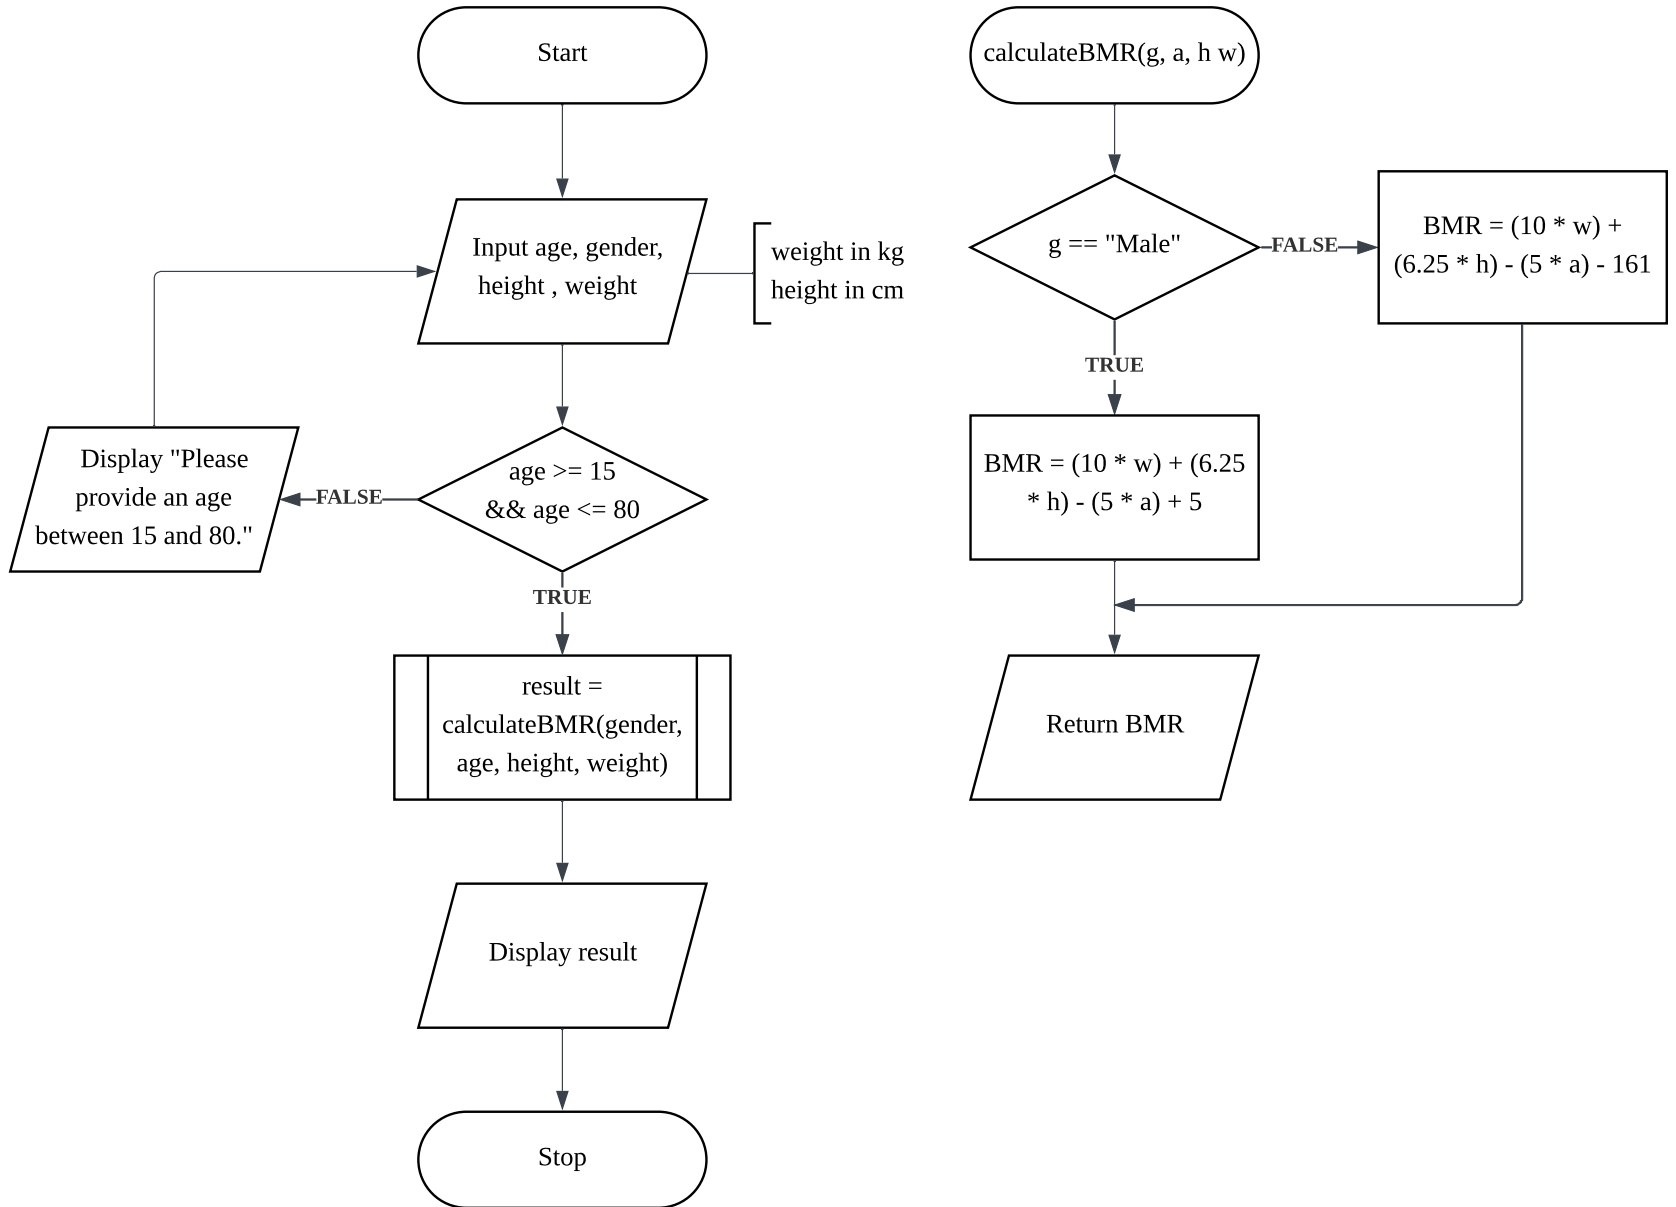 Start
Input age, gender,
height , weight
weight in kg
height in cm
age >= 15
&& age <= 80
FALSE
Display "Please
provide an age
between 15 and 80."
TRUE
result =
calculateBMR(gender,
age, height, weight)
Display result
Stop
calculateBMR(g, a, h w)
g == "Male"
FALSE
BMR = (10 * w) +
(6.25 * h) - (5 * a) - 161
TRUE
BMR = (10 * w) + (6.25
* h) - (5 * a) + 5
Return BMR